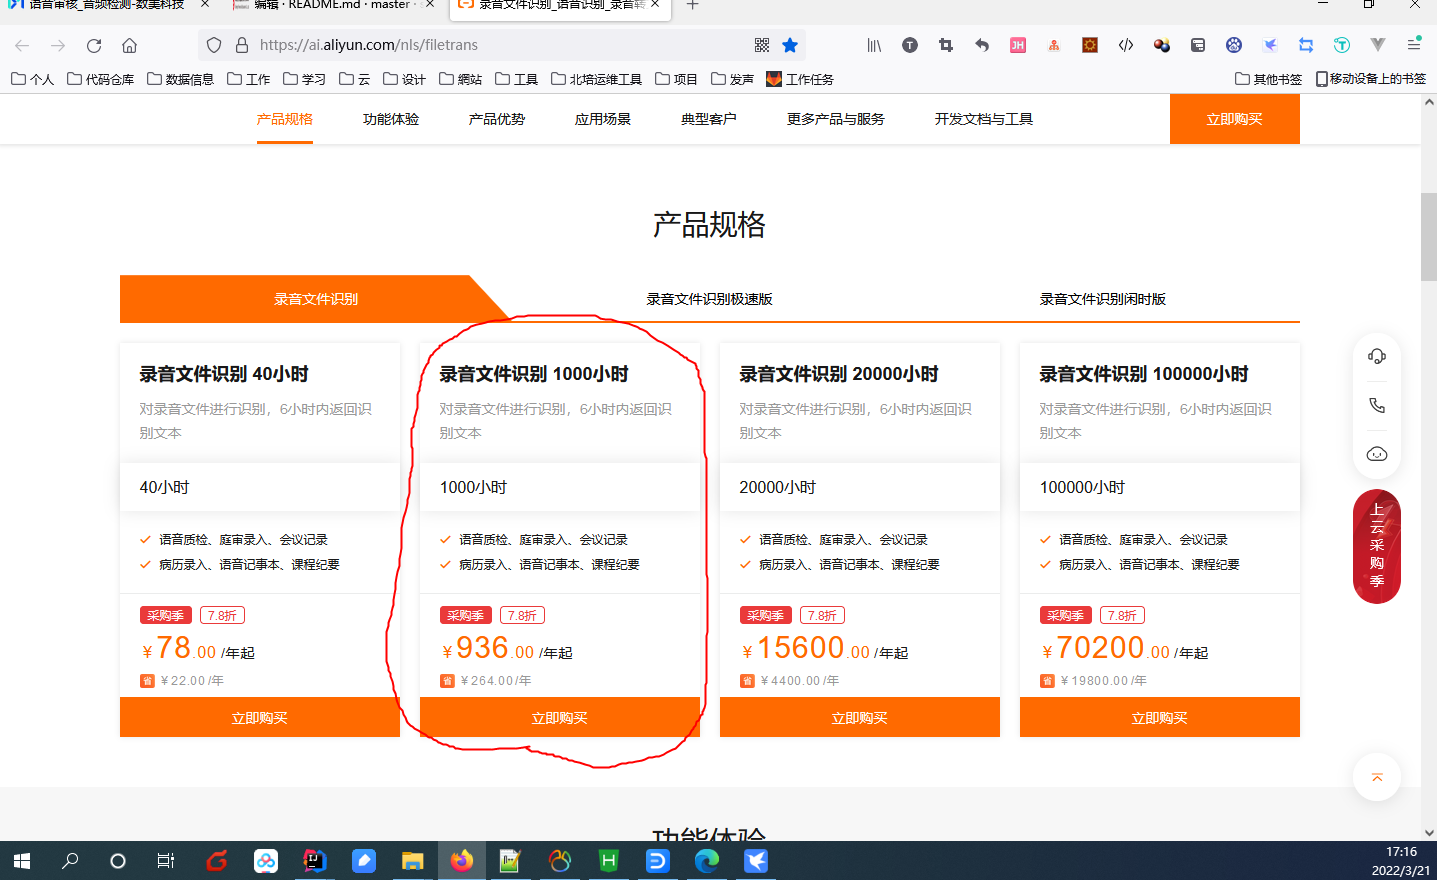 语音审核_音频检测-数美科技
编辑 · README.md · master ·
录音文件识别_语音识别_录音转
https://ai.aliyun.com/nls/filetrans
个人
代码仓库
数据信息
工作
学习
云
设计
網站
工具
北培运维工具
项目
发声
工作任务
其他书签
移动设备上的书签
产品规格
功能体验
产品优势
应用场景
典型客户
更多产品与服务
开发文档与工具
立即购买
产品规格
录音文件识别
录音文件识别极速版
录音文件识别闲时版
录音文件识别 40小时
对录音文件进行识别，6小时内返回识
别文本
40小时
语音质检、庭审录入、会议记录
病历录入、语音记事本、课程纪要
采购季 7.8折
¥78.00 /年起
省 ¥22.00/年
立即购买
录音文件识别 1000小时
对录音文件进行识别，6小时内返回识
别文本
1000小时
语音质检、庭审录入、会议记录
病历录入、语音记事本、课程纪要
采购季 7.8折
¥936.00 /年起
省 ¥264.00/年
立即购买
录音文件识别 20000小时
对录音文件进行识别，6小时内返回识
别文本
20000小时
语音质检、庭审录入、会议记录
病历录入、语音记事本、课程纪要
采购季 7.8折
¥15600.00 /年起
省 ¥4400.00/年
立即购买
录音文件识别 100000小时
对录音文件进行识别，6小时内返回识
别文本
100000小时
语音质检、庭审录入、会议记录
病历录入、语音记事本、课程纪要
采购季 7.8折
¥70200.00 /年起
省 ¥19800.00/年
立即购买
上云采购季
功能体验
17:16
2022/3/21